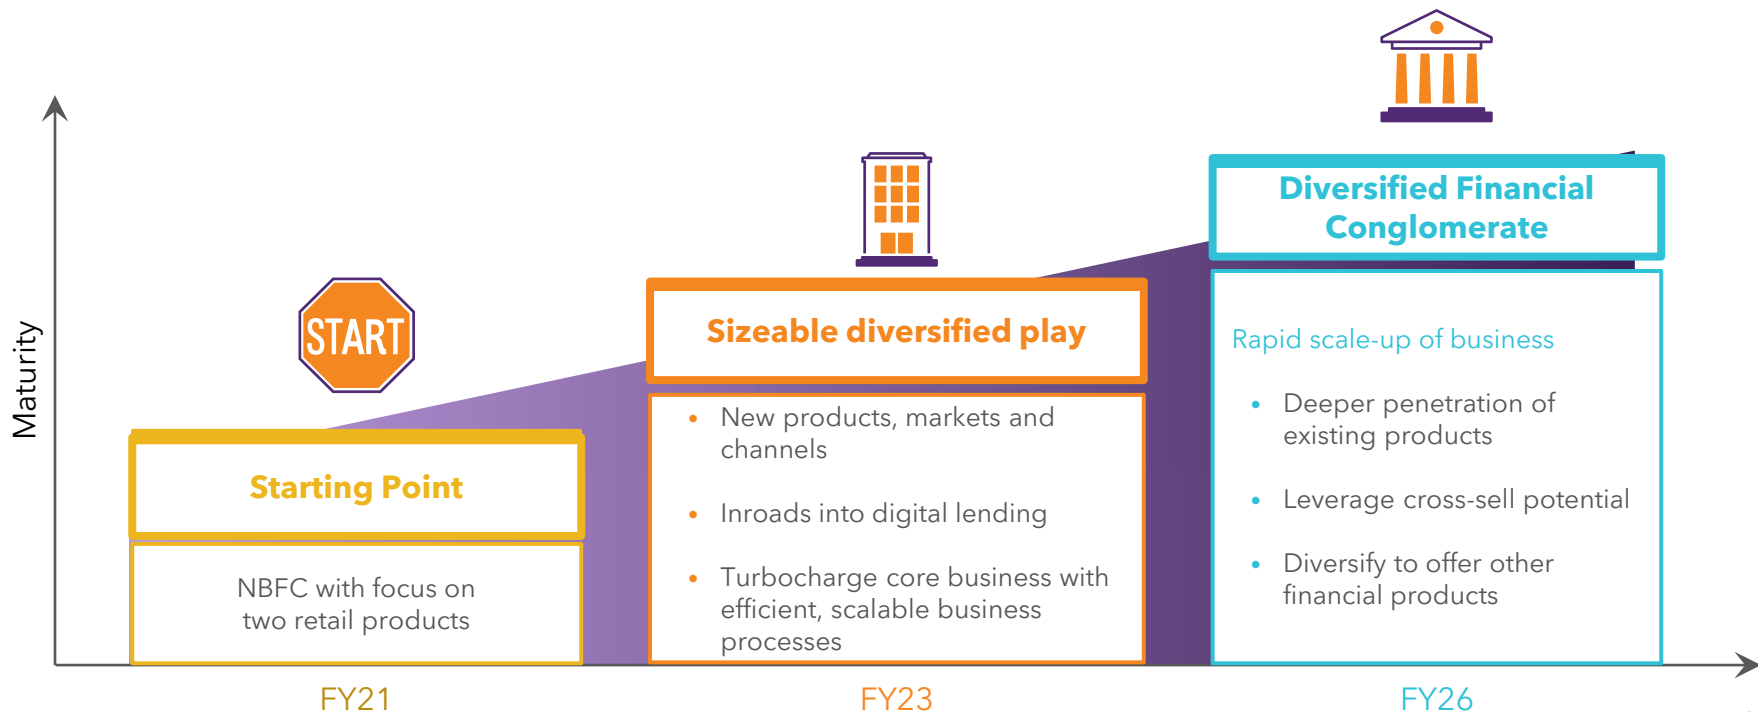 Maturity
START
Starting Point
NBFC with focus on
two retail products
FY21
Sizeable diversified play
• New products, markets and
channels
• Inroads into digital lending
• Turbocharge core business with
efficient, scalable business
processes
FY23
Diversified Financial
Conglomerate
Rapid scale-up of business
• Deeper penetration of
existing products
• Leverage cross-sell potential
• Diversify to offer other
financial products
FY26